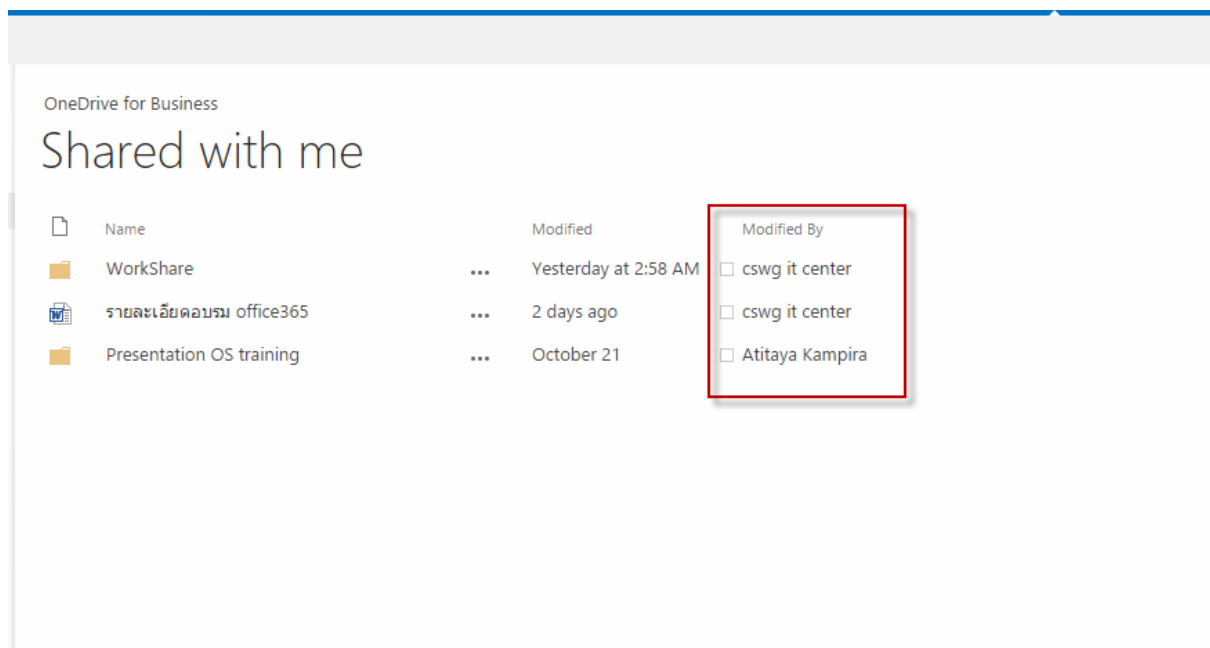 OneDrive for Business
Shared with me
Name Modified Modified By
WorkShare ... Yesterday at 2:58 AM cswg it center
รายละเอียดอบรม office365 ... 2 days ago cswg it center
Presentation OS training ... October 21 Atitaya Kampira